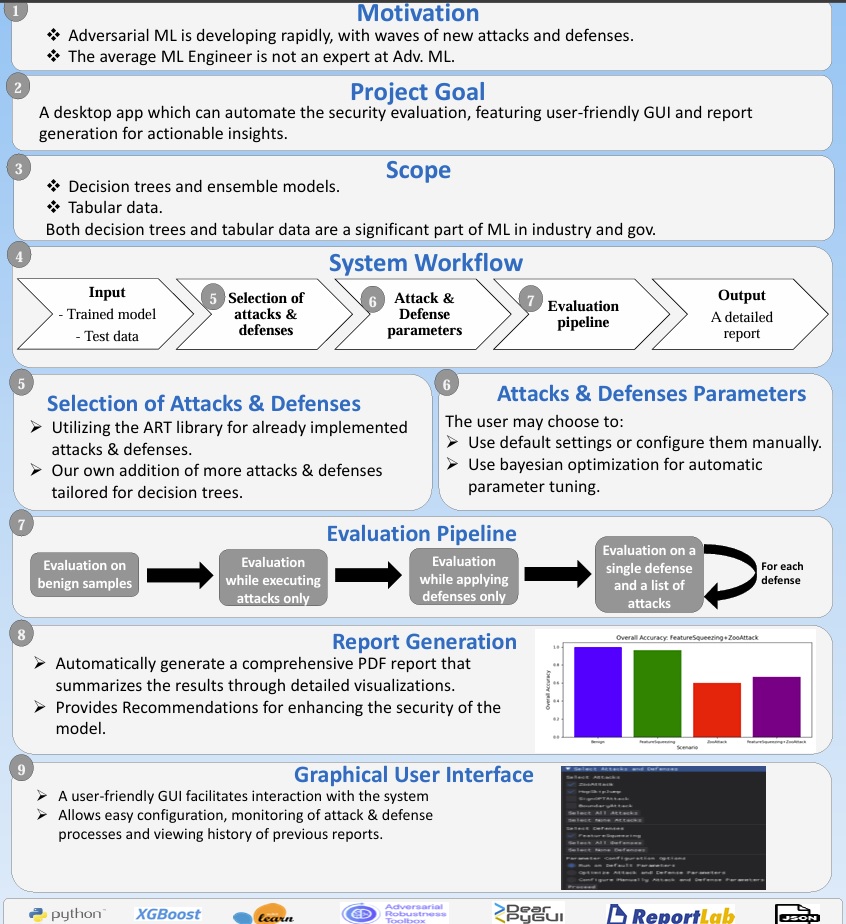 1
Motivation
❖ Adversarial ML is developing rapidly, with waves of new attacks and defenses.
❖ The average ML Engineer is not an expert at Adv. ML.
2
Project Goal
A desktop app which can automate the security evaluation, featuring user-friendly GUI and report
generation for actionable insights.
3
Scope
❖ Decision trees and ensemble models.
❖ Tabular data.
Both decision trees and tabular data are a significant part of ML in industry and gov.
4
System Workflow
Input
- Trained model
- Test data
5
Selection of
attacks &
defenses
6
Attack &
Defense
parameters
7
Evaluation
pipeline
Output
A detailed
report
5
Selection of Attacks & Defenses
➢ Utilizing the ART library for already implemented
attacks & defenses.
➢ Our own addition of more attacks & defenses
tailored for decision trees.
6
Attacks & Defenses Parameters
The user may choose to:
➢ Use default settings or configure them manually.
➢ Use bayesian optimization for automatic
parameter tuning.
7
Evaluation Pipeline
Evaluation on
benign samples
Evaluation
while executing
attacks only
Evaluation
while applying
defenses only
Evaluation on a
single defense
and a list of
attacks
For each
defense
8
Report Generation
➢ Automatically generate a comprehensive PDF report that
summarizes the results through detailed visualizations.
➢ Provides Recommendations for enhancing the security of the
model.
Overall Accuracy: FeatureSqueezing+ZooAttack
Overall Accuracy
1.0
0.8
0.6
0.4
0.2
0.0
Benign
FeatureSqueezing
ZooAttack
FeatureSqueezing+ZooAttack
Scenario
9
Graphical User Interface
➢ A user-friendly GUI facilitates interaction with the system
➢ Allows easy configuration, monitoring of attack & defense
processes and viewing history of previous reports.
Select Attacks and Defenses
Select Attacks
ZooAttack
HopSkipJump
SignOPTAttack
BoundaryAttack
Select All Attacks
Select None Attacks
Select Defenses
FeatureSqueezing
Select All Defenses
Select None Defenses
Parameter Configuration Options
Run on Default Parameters
Optimize Attack and Defense Parameters
Configure Manually Attack and Defense Parameters
Proceed
python™
XGBoost
learn
Adversarial
Robustness
Toolbox
Dear
PyGui
ReportLab
JSON